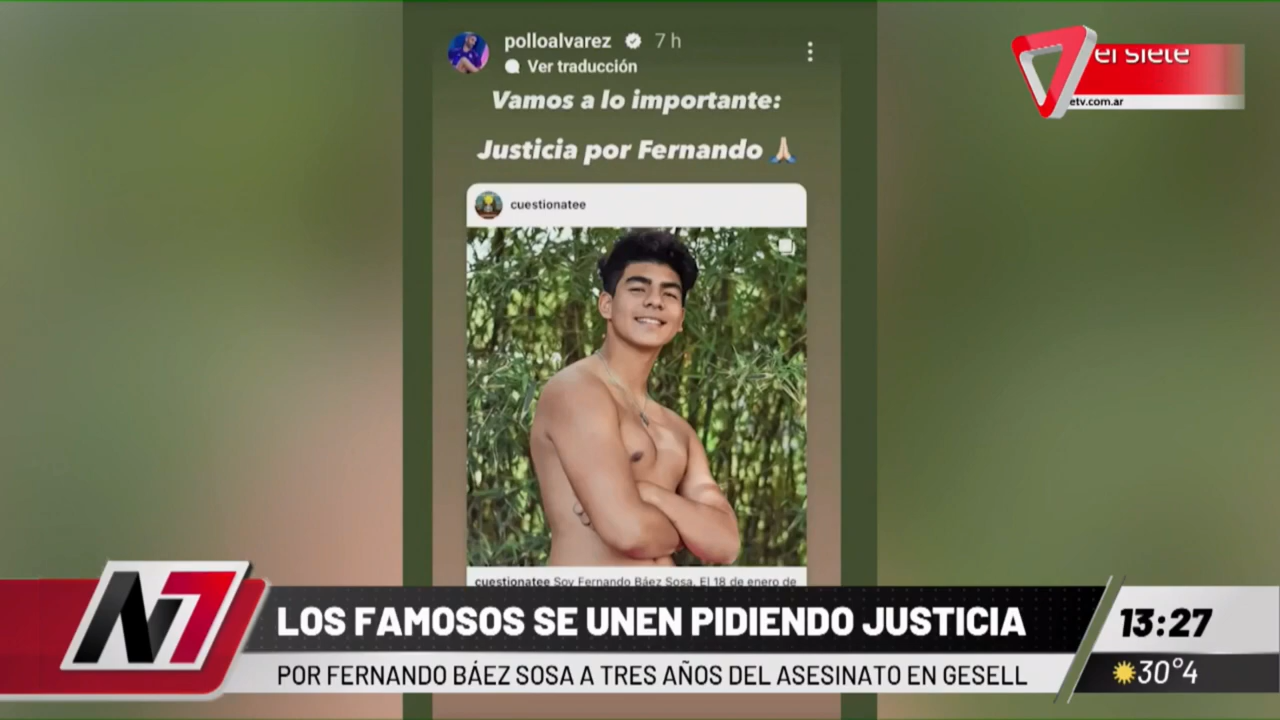 polloalvarez 7 h
Ver traducción
Vamos a lo importante:
Justicia por Fernando 🙏🏻
cuestionatee
cuestionatee Soy Fernando Báez Sosa. El 18 de enero de
el siete
etv.com.ar
N7
LOS FAMOSOS SE UNEN PIDIENDO JUSTICIA
POR FERNANDO BÁEZ SOSA A TRES AÑOS DEL ASESINATO EN GESELL
13:27
30°4